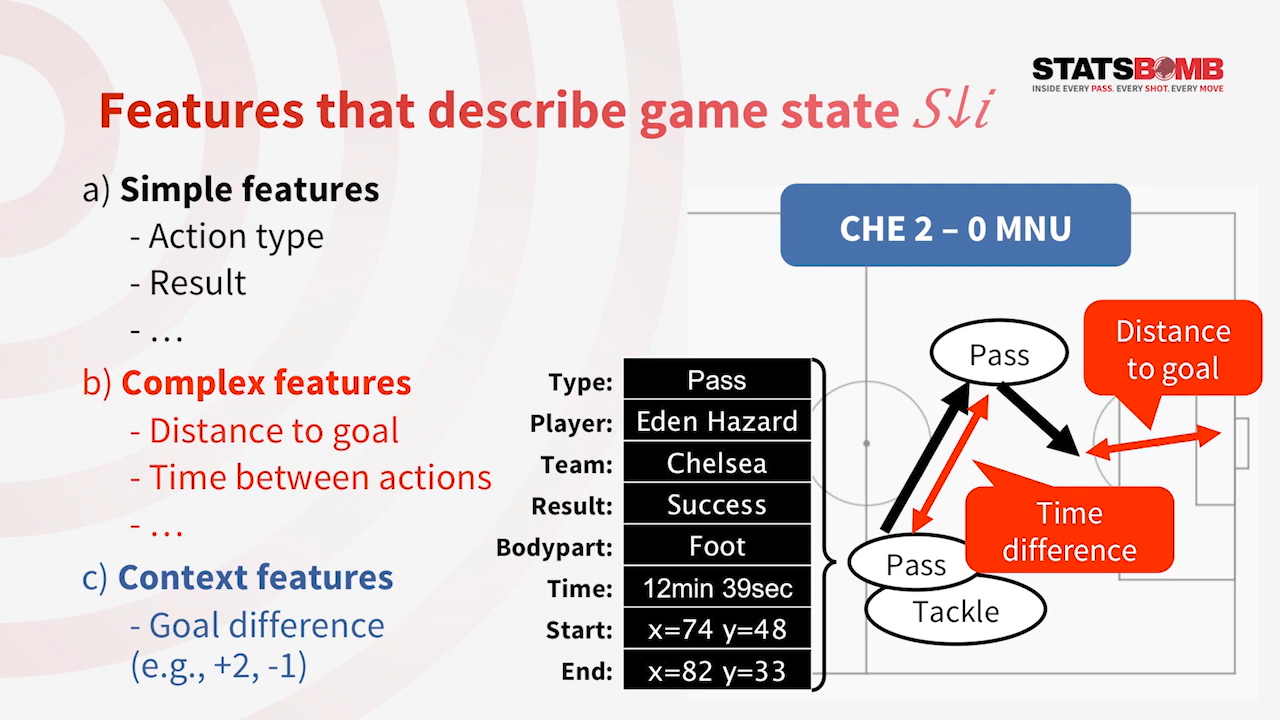 STATSBOMB
INSIDE EVERY PASS. EVERY SHOT. EVERY MOVE
Features that describe game state S↓i
a) Simple features
- Action type
- Result
- …
b) Complex features
- Distance to goal
- Time between actions
- …
c) Context features
- Goal difference
(e.g., +2, -1)
CHE 2 – 0 MNU
Type: Pass
Player: Eden Hazard
Team: Chelsea
Result: Success
Bodypart: Foot
Time: 12min 39sec
Start: x=74 y=48
End: x=82 y=33
Pass
Distance
to goal
Time
difference
Pass
Tackle